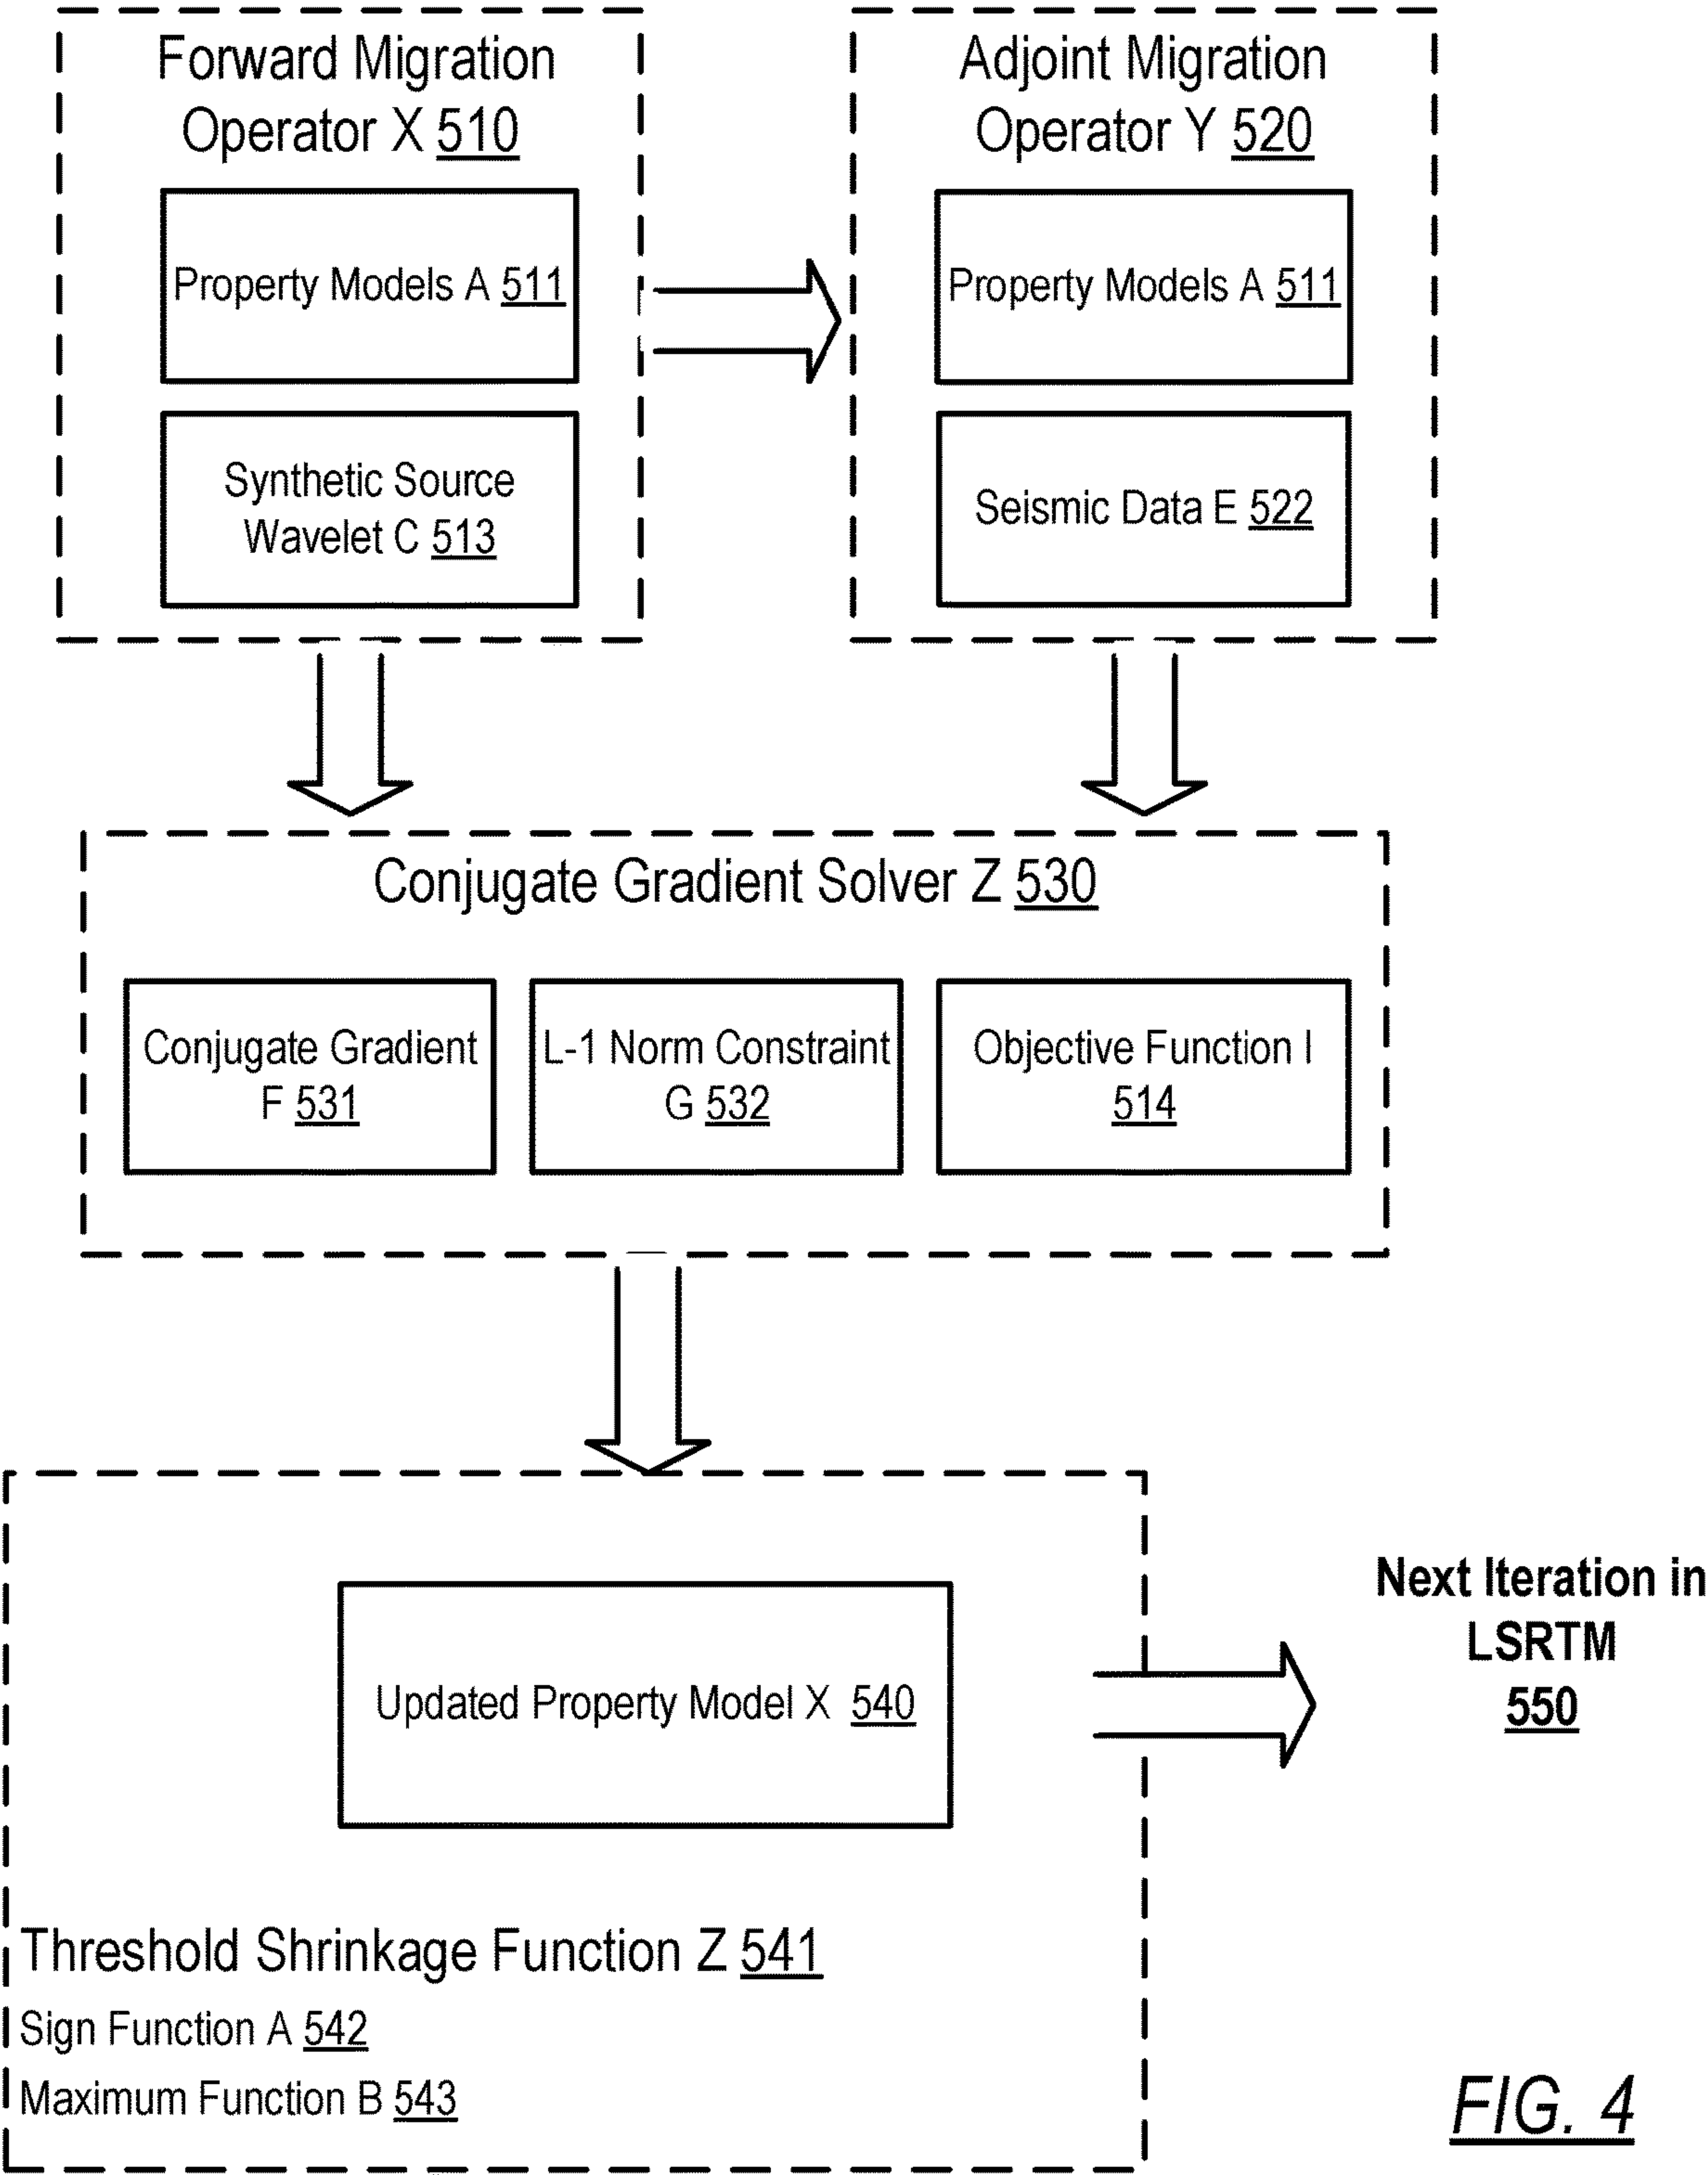 Forward Migration
Operator X 510
Property Models A 511
Synthetic Source
Wavelet C 513
Adjoint Migration
Operator Y 520
Property Models A 511
Seismic Data E 522
Conjugate Gradient Solver Z 530
Conjugate Gradient
F 531
L-1 Norm Constraint
G 532
Objective Function I
514
Updated Property Model X 540
Next Iteration in
LSRTM
550
Threshold Shrinkage Function Z 541
Sign Function A 542
Maximum Function B 543
FIG. 4